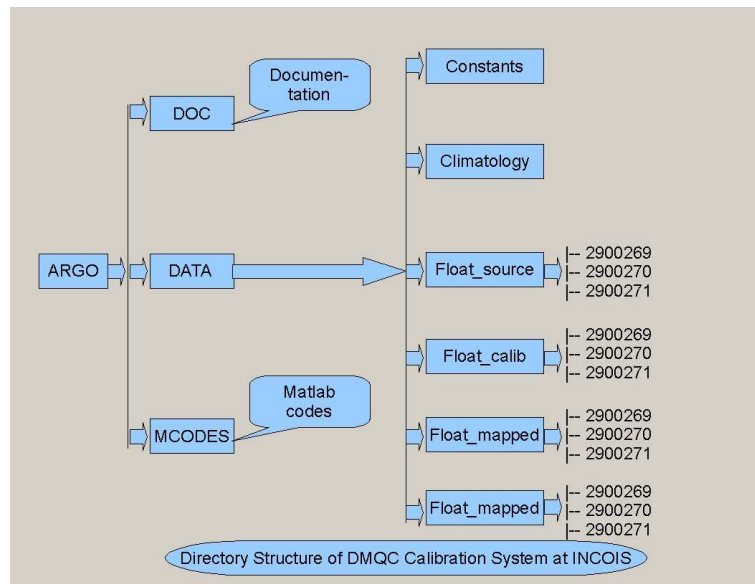 Documen-
tation
DOC
ARGO
DATA
Matlab
codes
MCODES
Constants
Climatology
Float_source
|-- 2900269
|-- 2900270
|-- 2900271
Float_calib
|-- 2900269
|-- 2900270
|-- 2900271
Float_mapped
|-- 2900269
|-- 2900270
|-- 2900271
Float_mapped
|-- 2900269
|-- 2900270
|-- 2900271
Directory Structure of DMQC Calibration System at INCOIS